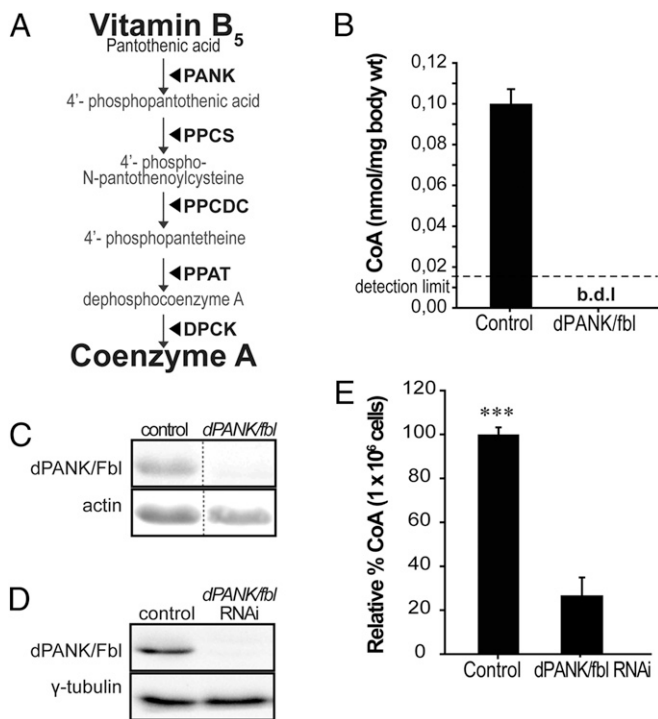 A
Vitamin B5
Pantothenic acid
PANK
4'- phosphopantothenic acid
PPCS
4'- phospho-
N-pantothenoylcysteine
PPCDC
4'- phosphopantetheine
PPAT
dephosphocoenzyme A
DPCK
Coenzyme A
B
CoA (nmol/mg body wt)
0,12
0,10
0,08
0,06
0,04
0,02
detection limit
0,00
b.d.l
Control
dPANK/fbl
C
control
dPANK/fbl
dPANK/Fbl
actin
D
control
dPANK/fbl
RNAi
dPANK/Fbl
γ-tubulin
E
Relative % CoA (1 x 10⁶ cells)
120
100
80
60
40
20
0
***
Control
dPANK/fbl RNAi